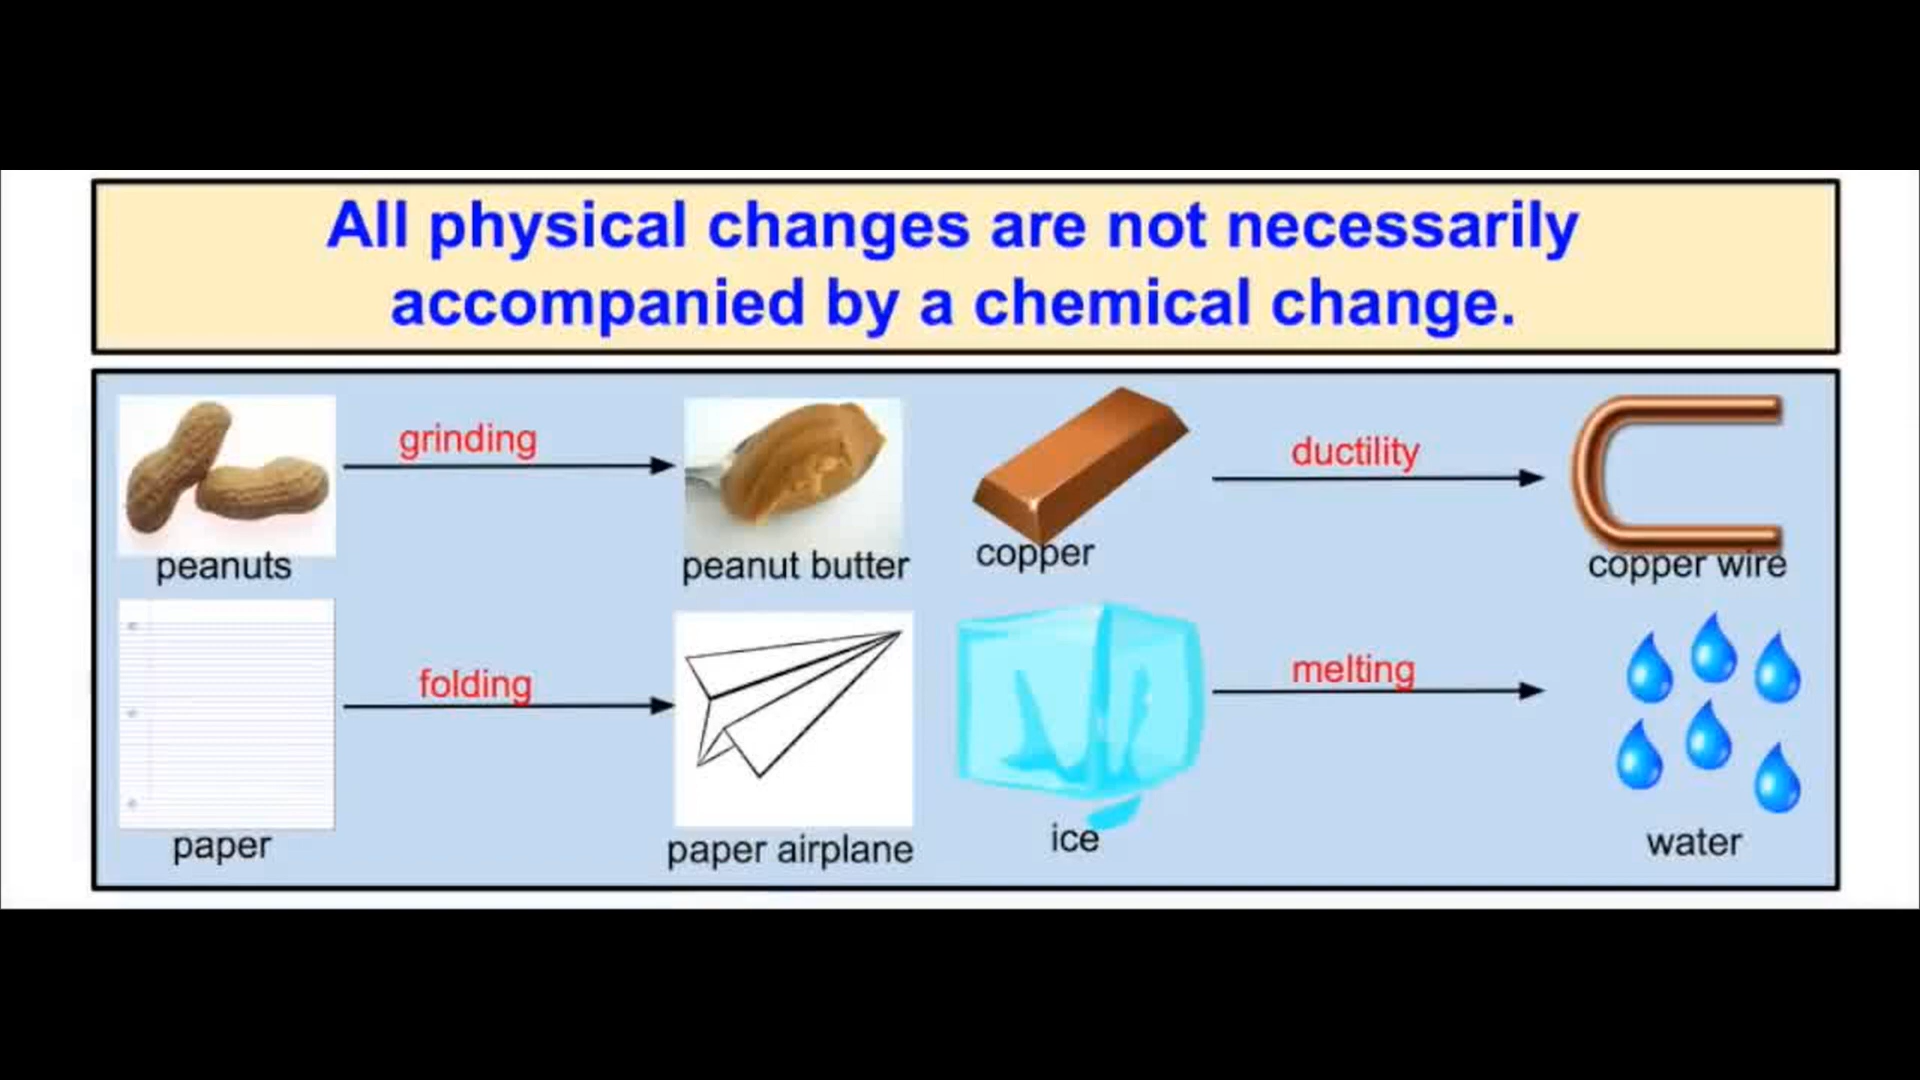 All physical changes are not necessarily
accompanied by a chemical change.
grinding
peanuts
peanut butter
ductility
copper
copper wire
folding
paper
paper airplane
melting
ice
water